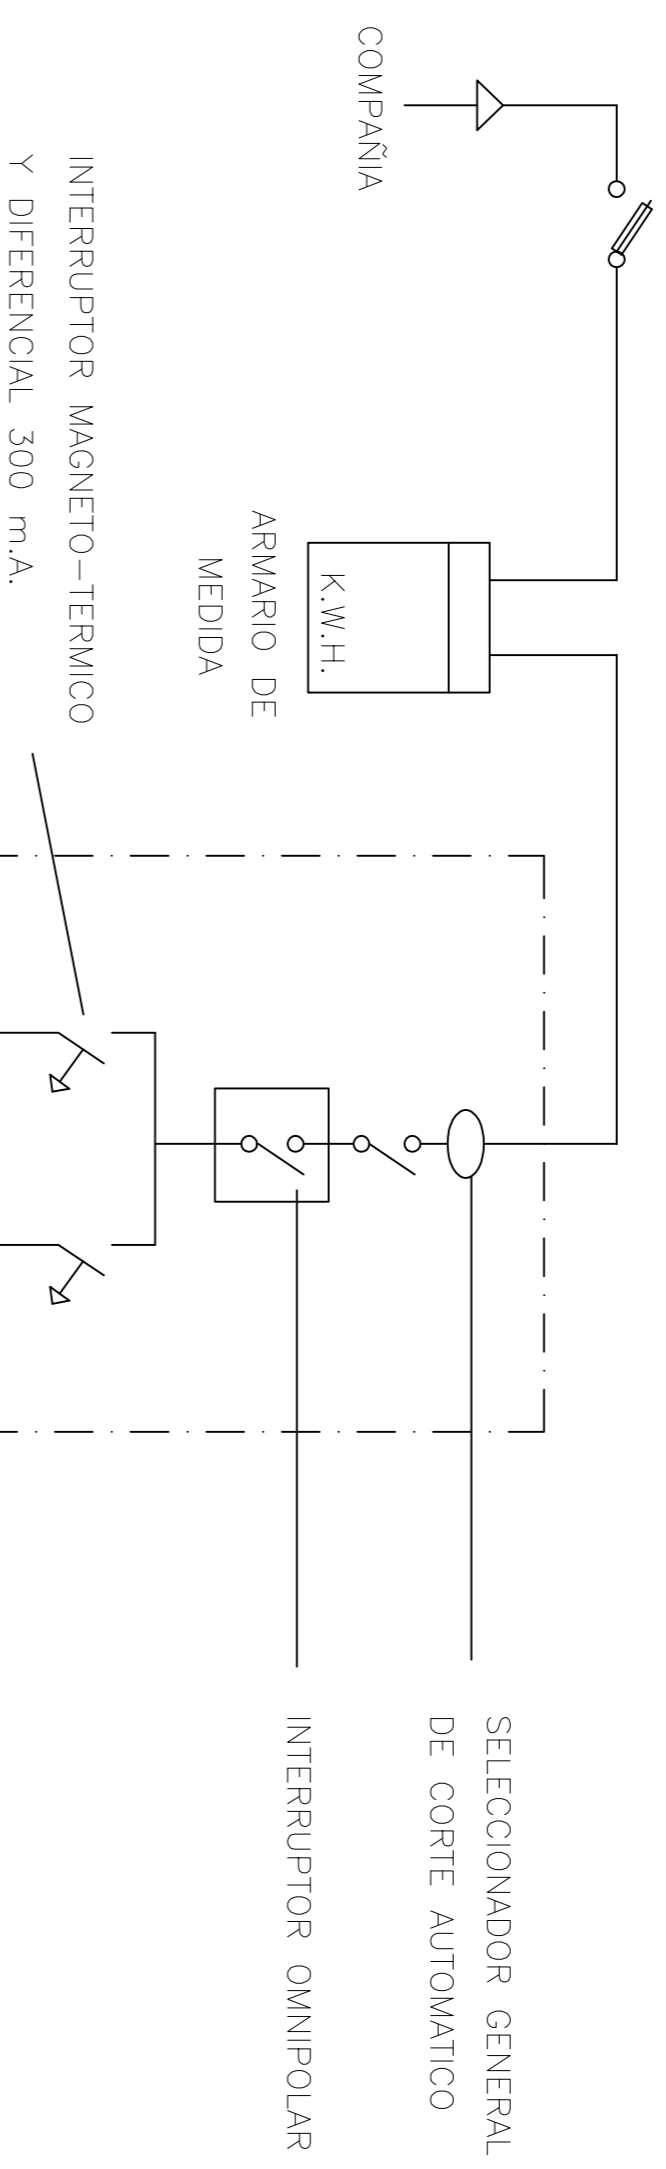 COMPAÑIA
K.W.H.
ARMARIO DE
MEDIDA
INTERRUPTOR MAGNETO-TERMICO
Y DIFERENCIAL 300 m.A.
SELECCIONADOR GENERAL
DE CORTE AUTOMATICO
INTERRUPTOR OMNIPOLAR